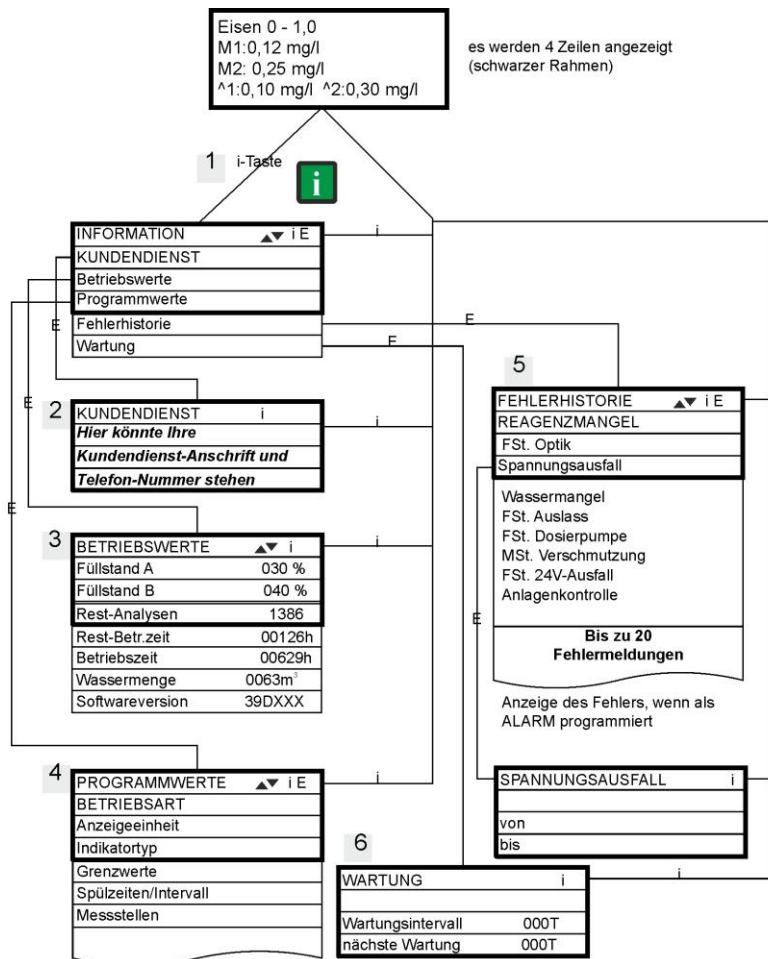 Eisen 0 - 1,0
M1:0,12 mg/l
M2: 0,25 mg/l
^1:0,10 mg/l ^2:0,30 mg/l
es werden 4 Zeilen angezeigt
(schwarzer Rahmen)
1 i-Taste
i
INFORMATION ▲▼ i E
KUNDENDIENST
Betriebswerte
Programmwerte
Fehlerhistorie
Wartung
i
E
E
E
E
E
2
KUNDENDIENST i
Hier könnte Ihre
Kundendienst-Anschrift und
Telefon-Nummer stehen
i
3
BETRIEBSWERTE ▲▼ i
Füllstand A 030 %
Füllstand B 040 %
Rest-Analysen 1386
Rest-Betr.zeit 00126h
Betriebszeit 00629h
Wassermenge 0063m³
Softwareversion 39DXXX
i
4
PROGRAMMWERTE ▲▼ i E
BETRIEBSART
Anzeigeeinheit
Indikatortyp
Grenzwerte
Spülzeiten/Intervall
Messstellen
i
5
FEHLERHISTORIE ▲▼ i E
REAGENZMANGEL
FSt. Optik
Spannungsausfall
Wassermangel
FSt. Auslass
FSt. Dosierpumpe
MSt. Verschmutzung
FSt. 24V-Ausfall
Anlagenkontrolle
Bis zu 20
Fehlermeldungen
E
Anzeige des Fehlers, wenn als
ALARM programmiert
SPANNUNGSAUSFALL i
von
bis
6
WARTUNG i
Wartungsintervall 000T
nächste Wartung 000T
i